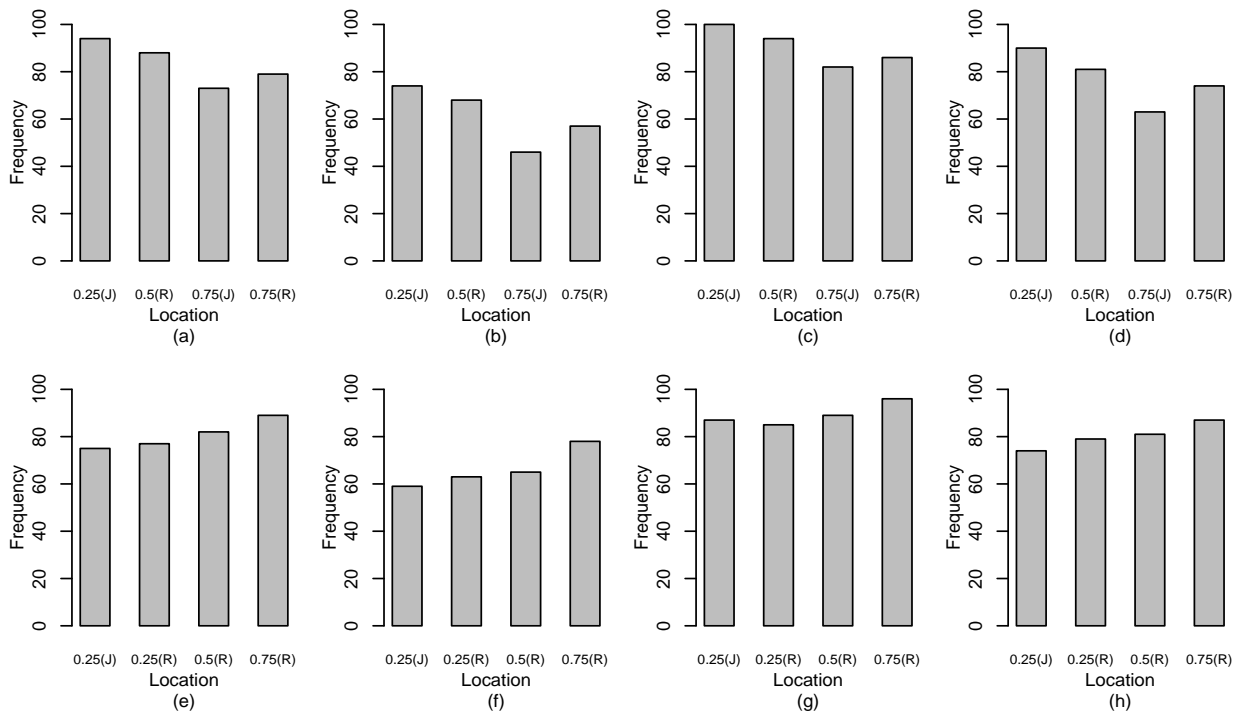 Frequency
0 20 40 60 80 100
0.25(J) 0.5(R) 0.75(J) 0.75(R)
Location
(a)
Frequency
0 20 40 60 80 100
0.25(J) 0.5(R) 0.75(J) 0.75(R)
Location
(b)
Frequency
0 20 40 60 80 100
0.25(J) 0.5(R) 0.75(J) 0.75(R)
Location
(c)
Frequency
0 20 40 60 80 100
0.25(J) 0.5(R) 0.75(J) 0.75(R)
Location
(d)
Frequency
0 20 40 60 80 100
0.25(J) 0.25(R) 0.5(R) 0.75(R)
Location
(e)
Frequency
0 20 40 60 80 100
0.25(J) 0.25(R) 0.5(R) 0.75(R)
Location
(f)
Frequency
0 20 40 60 80 100
0.25(J) 0.25(R) 0.5(R) 0.75(R)
Location
(g)
Frequency
0 20 40 60 80 100
0.25(J) 0.25(R) 0.5(R) 0.75(R)
Location
(h)